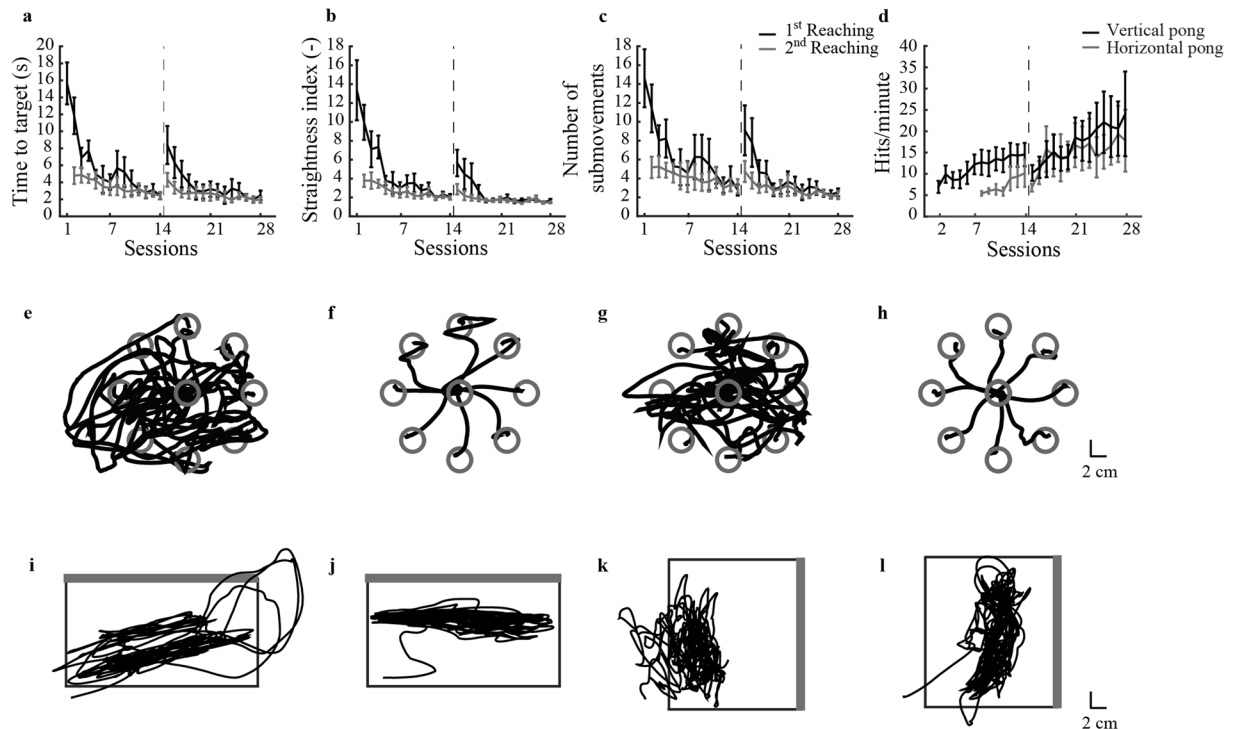 a
b
c
d
1st Reaching
2nd Reaching
Vertical pong
Horizontal pong
Time to target (s)
20
18
16
14
12
10
8
6
4
2
0
1
7
14
21
28
Sessions
Straightness index (-)
18
16
14
12
10
8
6
4
2
0
1
7
14
21
28
Sessions
Number of
submovements
18
16
14
12
10
8
6
4
2
0
1
7
14
21
28
Sessions
Hits/minute
40
35
30
25
20
15
10
5
0
2
7
14
21
28
Sessions
e
f
g
h
2 cm
i
j
k
l
2 cm